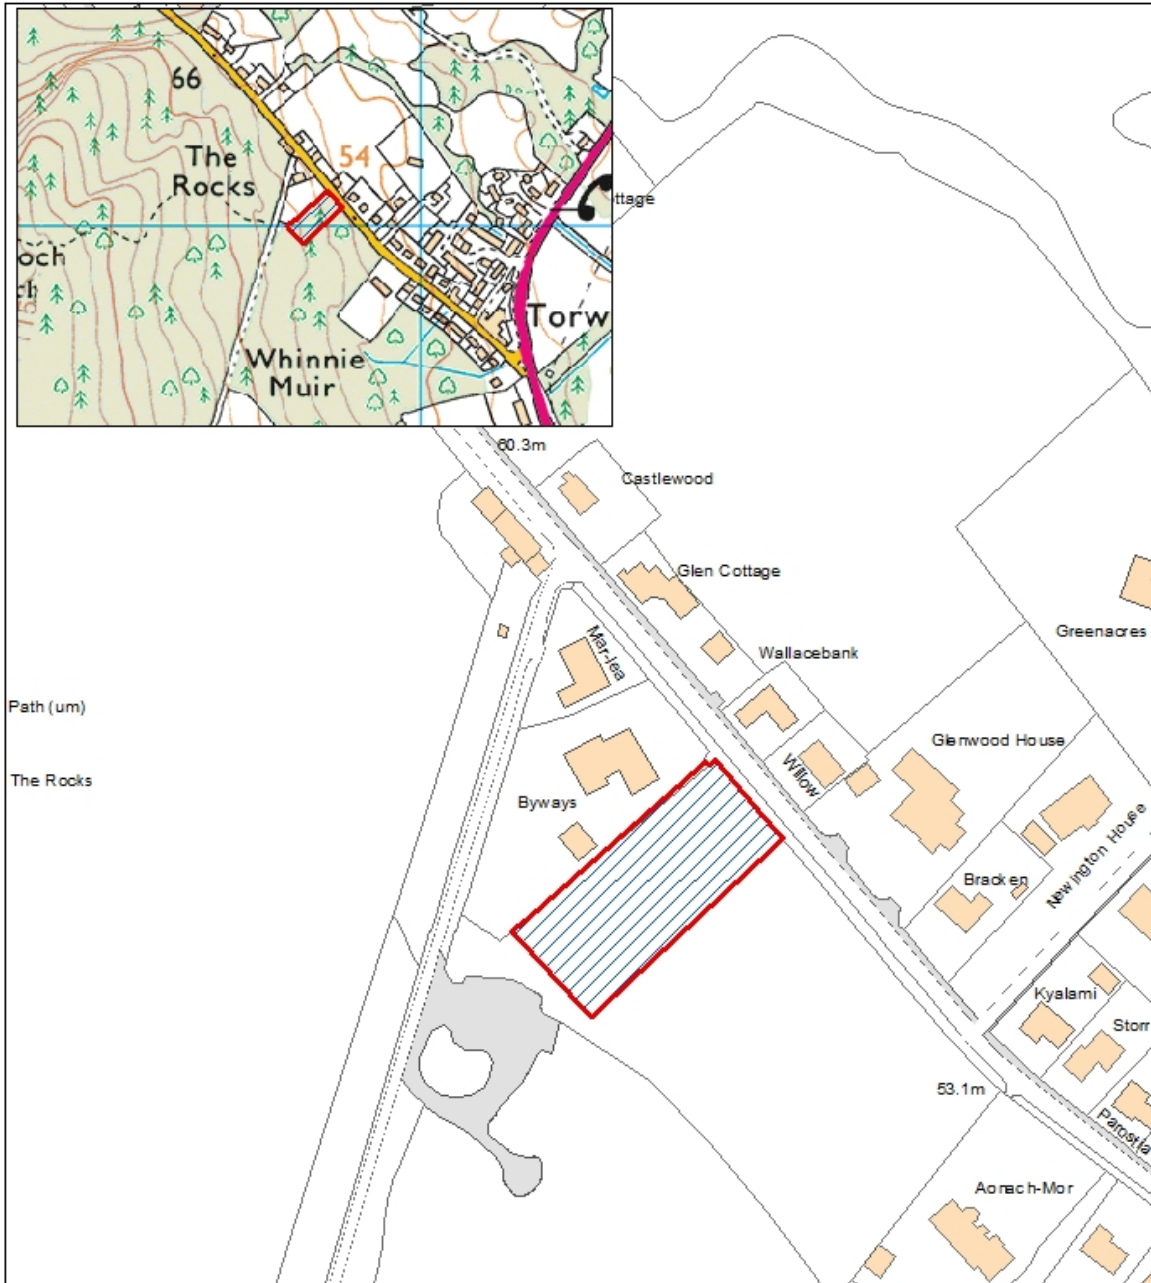 66
The
Rocks
54
och
ch
Torw
Whinnie
Muir
ttage
60.3m
Castlewood
Glen Cottage
Mar-lea
Wallacebank
Greenacres
Path (um)
Glenwood House
Willow
The Rocks
Byways
Bracken
Newington House
Kyalami
Storr
53.1m
Aonach-Mor